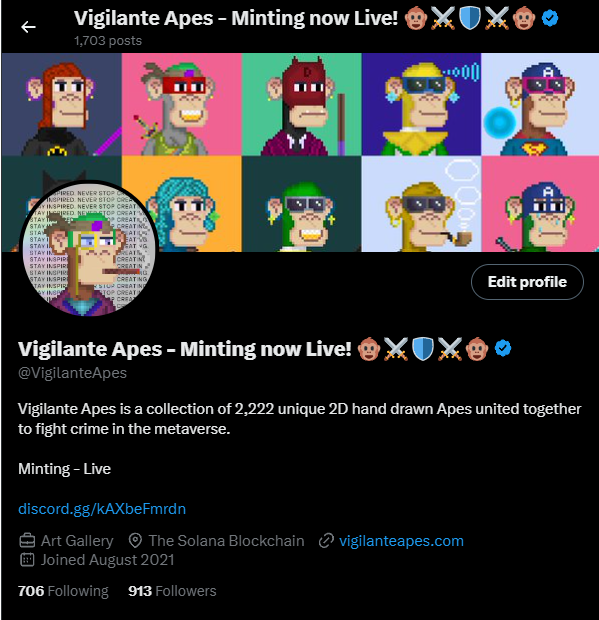 Vigilante Apes – Minting now Live! 🐵⚔️🛡️⚔️🐵
1,703 posts
STAY INSPIRED. NEVER STOP CREATING.
Edit profile
Vigilante Apes – Minting now Live! 🐵⚔️🛡️⚔️🐵
@VigilanteApes
Vigilante Apes is a collection of 2,222 unique 2D hand drawn Apes united together
to fight crime in the metaverse.
Minting – Live
discord.gg/kAXbeFmrdn
Art Gallery The Solana Blockchain vigilanteapes.com
Joined August 2021
706 Following 913 Followers